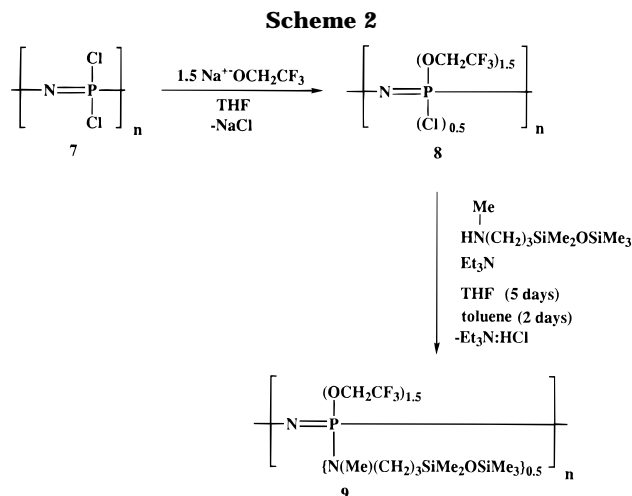 Scheme 2
Cl
N=P
Cl
n
7
1.5 Na⁺⁻OCH₂CF₃
THF
-NaCl
(OCH₂CF₃)₁.₅
N=P
(Cl)₀.₅
n
8
Me
HN(CH₂)₃SiMe₂OSiMe₃
Et₃N
THF (5 days)
toluene (2 days)
-Et₃N:HCl
(OCH₂CF₃)₁.₅
N=P
{N(Me)(CH₂)₃SiMe₂OSiMe₃}₀.₅
n
9